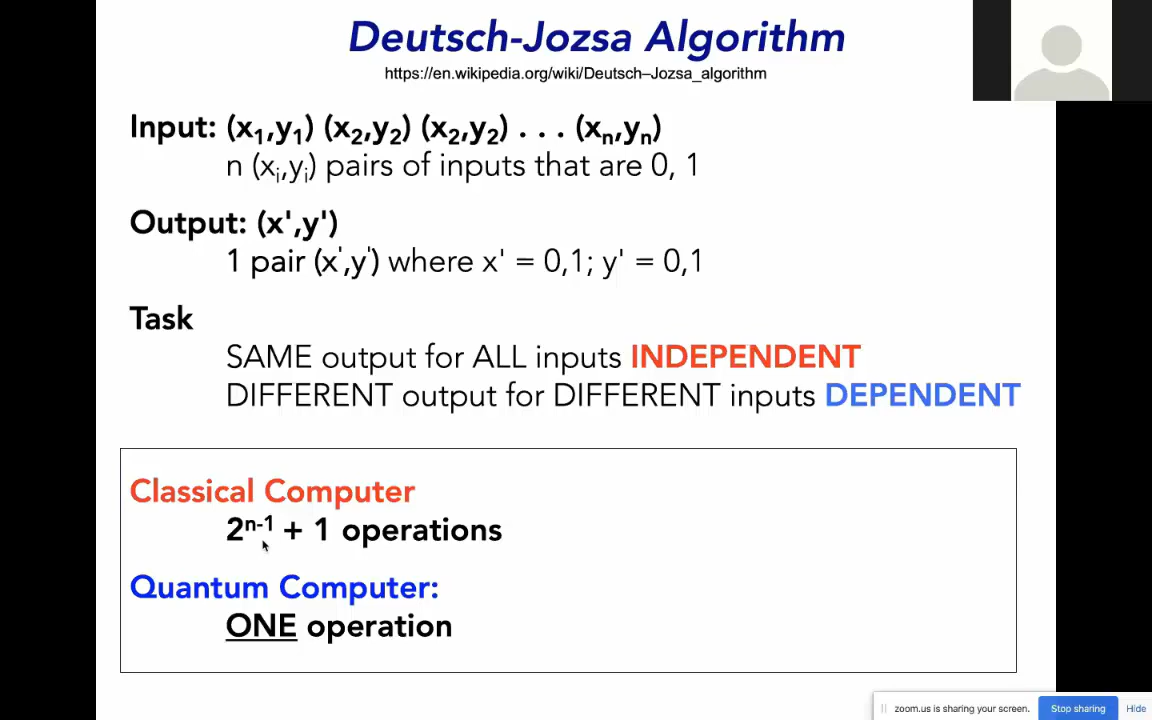 Deutsch-Jozsa Algorithm
https://en.wikipedia.org/wiki/Deutsch–Jozsa_algorithm
Input: (x₁,y₁) (x₂,y₂) (x₂,y₂) . . . (xₙ,yₙ)
n (xᵢ,yᵢ) pairs of inputs that are 0, 1
Output: (x',y')
1 pair (x',y') where x' = 0,1; y' = 0,1
Task
SAME output for ALL inputs INDEPENDENT
DIFFERENT output for DIFFERENT inputs DEPENDENT
Classical Computer
2ⁿ⁻¹ + 1 operations
Quantum Computer:
ONE operation
zoom.us is sharing your screen. Stop sharing Hide